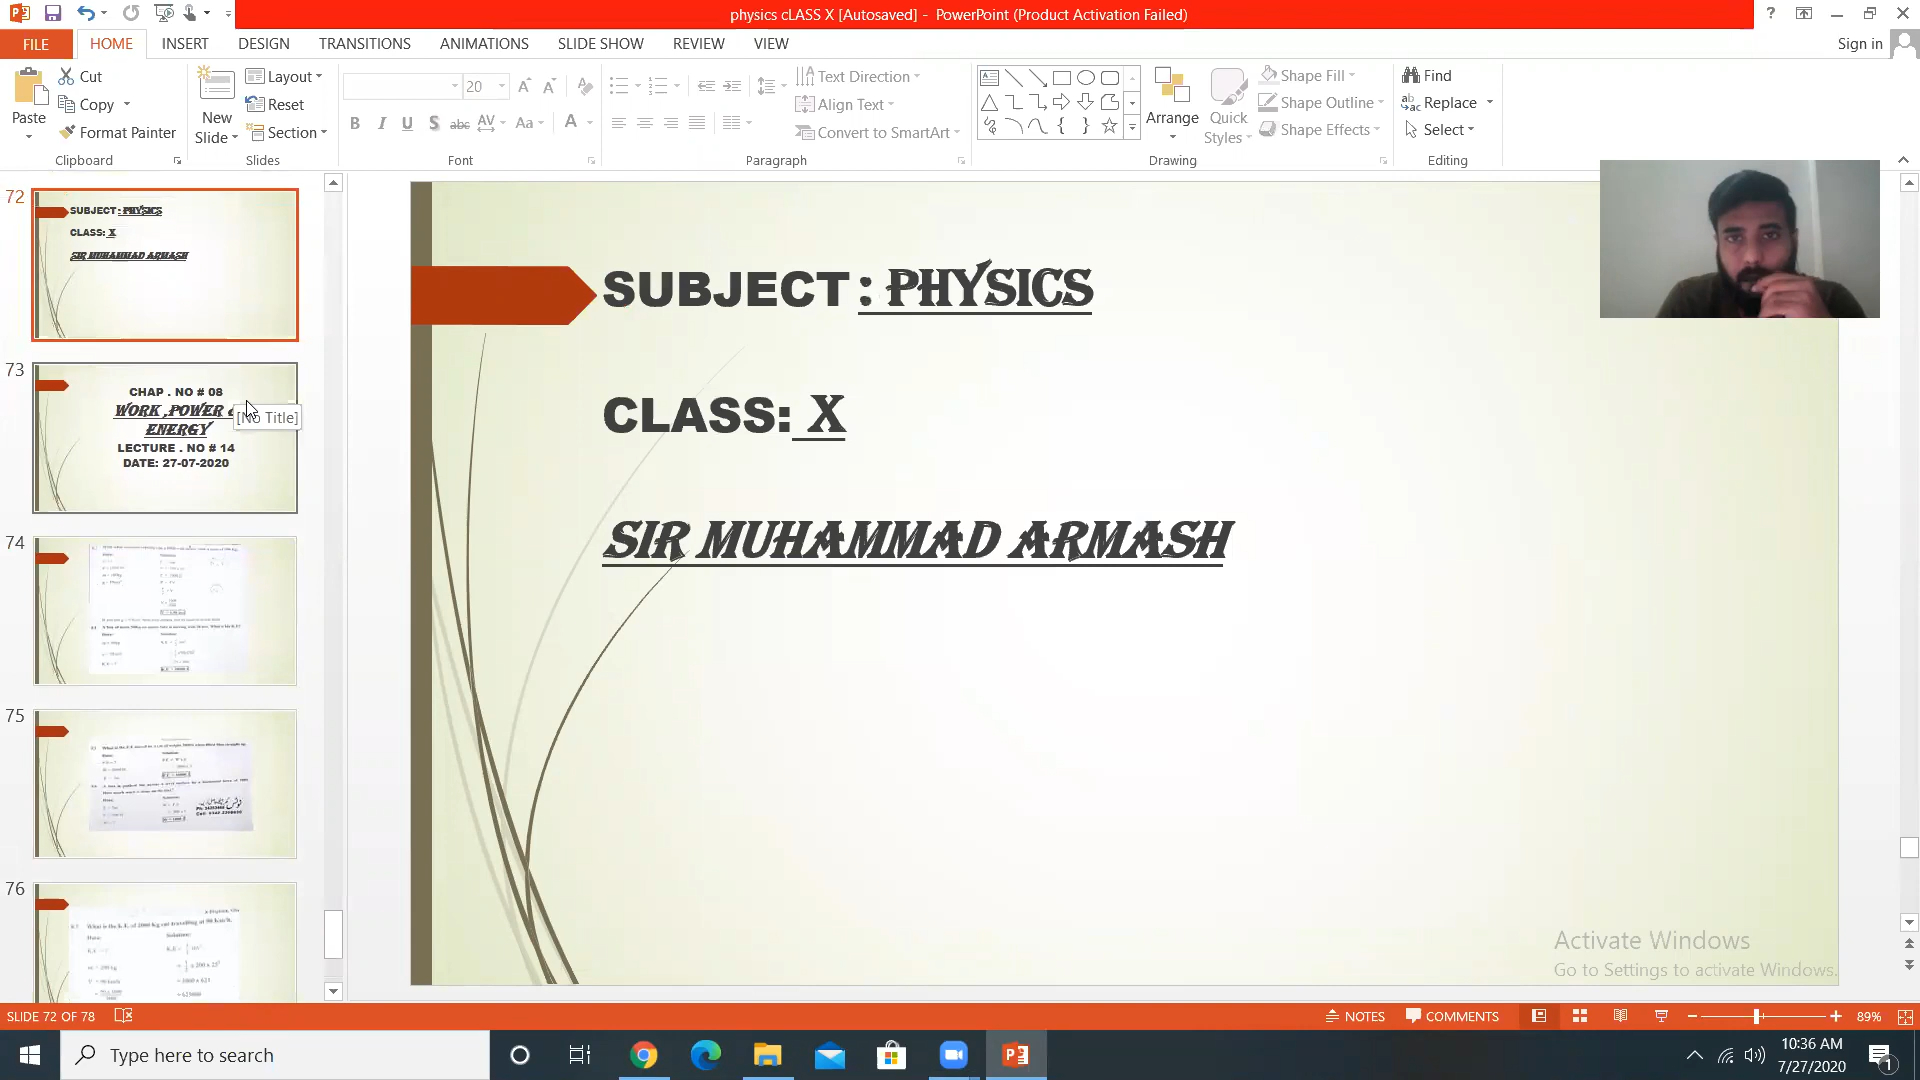 physics cLASS X [Autosaved] - PowerPoint (Product Activation Failed)
FILE HOME INSERT DESIGN TRANSITIONS ANIMATIONS SLIDE SHOW REVIEW VIEW Sign in
Paste
Cut
Copy
Format Painter
Clipboard
New Slide
Layout
Reset
Section
Slides
20
Font
Text Direction
Align Text
Convert to SmartArt
Paragraph
Arrange
Quick Styles
Shape Fill
Shape Outline
Shape Effects
Drawing
Find
Replace
Select
Editing
72
SUBJECT : PHYSICS
CLASS: X
SIR MUHAMMAD ARMASH
73
CHAP . NO # 08
WORK ,POWER &
ENERGY
LECTURE . NO # 14
DATE: 27-07-2020
[No Title]
74
75
76
SUBJECT : PHYSICS
CLASS: X
SIR MUHAMMAD ARMASH
Activate Windows
Go to Settings to activate Windows.
SLIDE 72 OF 78 NOTES COMMENTS 89%
Type here to search
10:36 AM
7/27/2020
1